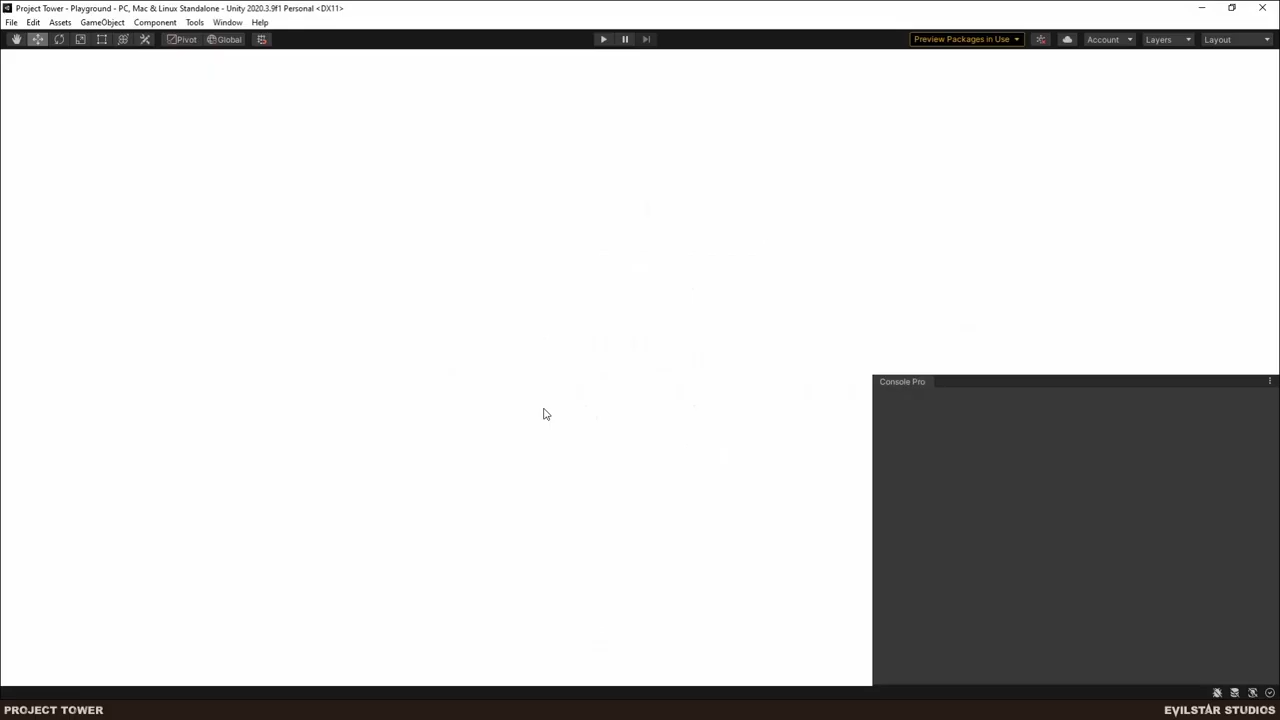 Project Tower - Playground - PC, Mac & Linux Standalone - Unity 2020.3.9f1 Personal <DX11>
File Edit Assets GameObject Component Tools Window Help
Pivot Global Preview Packages in Use Account Layers Layout
Console Pro
PROJECT TOWER EVILSTAR STUDIOS